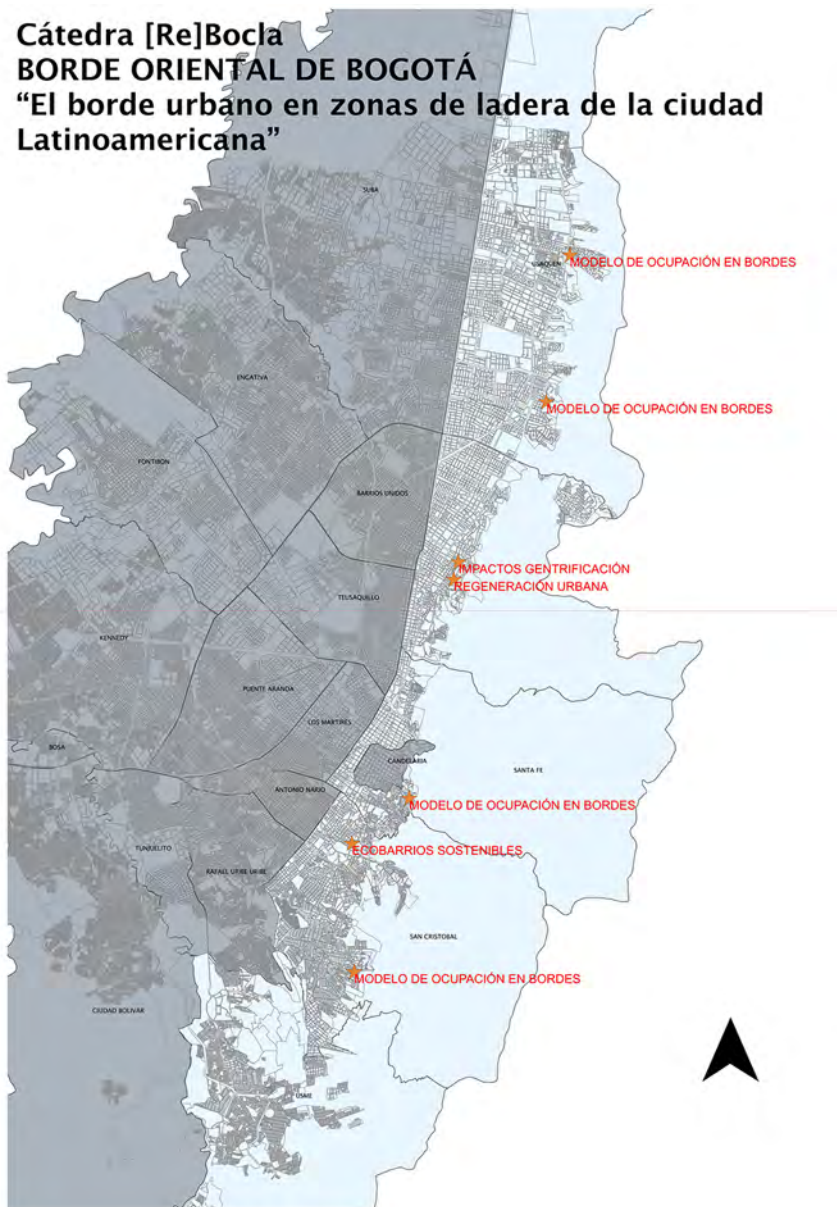 Cátedra [Re]Bocla
BORDE ORIENTAL DE BOGOTÁ
“El borde urbano en zonas de ladera de la ciudad
Latinoamericana”
SUBA
USAQUEN
MODELO DE OCUPACIÓN EN BORDES
ENGATIVA
MODELO DE OCUPACIÓN EN BORDES
FONTIBON
BARRIOS UNIDOS
IMPACTOS GENTRIFICACIÓN
REGENERACIÓN URBANA
TEUSAQUILLO
KENNEDY
PUENTE ARANDA
LOS MARTIRES
BOSA
CANDELARIA
SANTA FE
ANTONIO NARIO
MODELO DE OCUPACIÓN EN BORDES
TUNJUELITO
ECOBARRIOS SOSTENIBLES
RAFAEL URIBE URIBE
SAN CRISTOBAL
MODELO DE OCUPACIÓN EN BORDES
CIUDAD BOLIVAR
USME